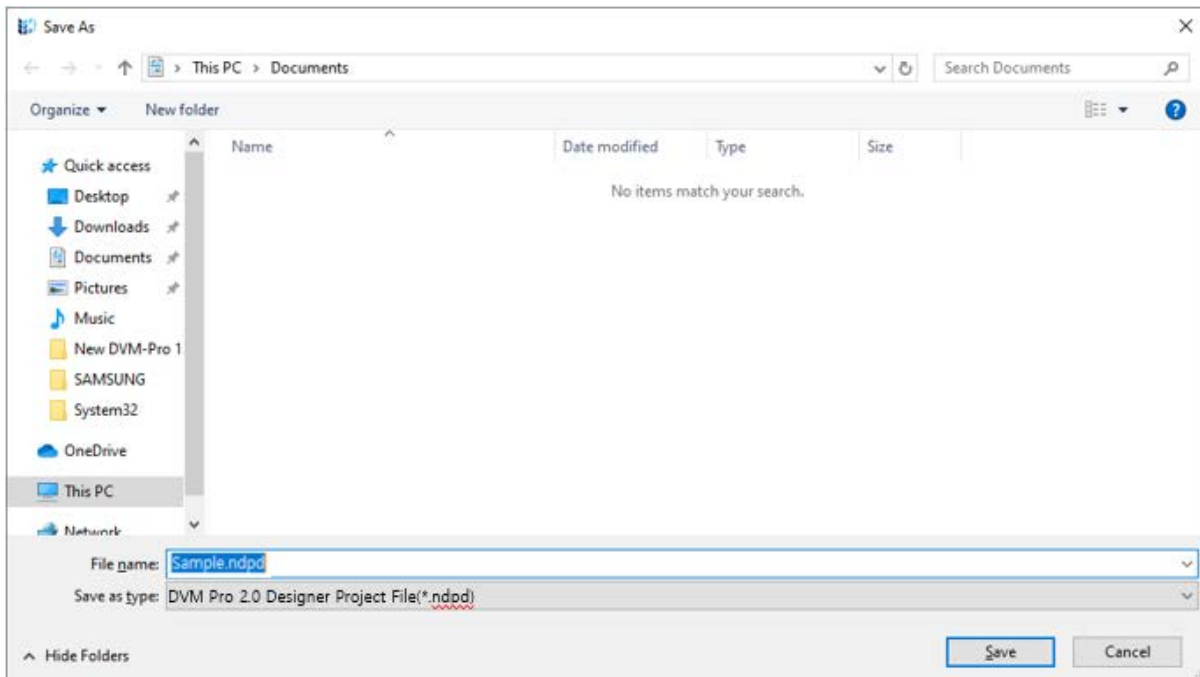 Save As
This PC > Documents
Search Documents
Organize
New folder
Name
Date modified
Type
Size
No items match your search.
Quick access
Desktop
Downloads
Documents
Pictures
Music
New DVM-Pro 1
SAMSUNG
System32
OneDrive
This PC
Network
File name: Sample.ndpd
Save as type: DVM Pro 2.0 Designer Project File(*.ndpd)
Hide Folders
Save
Cancel